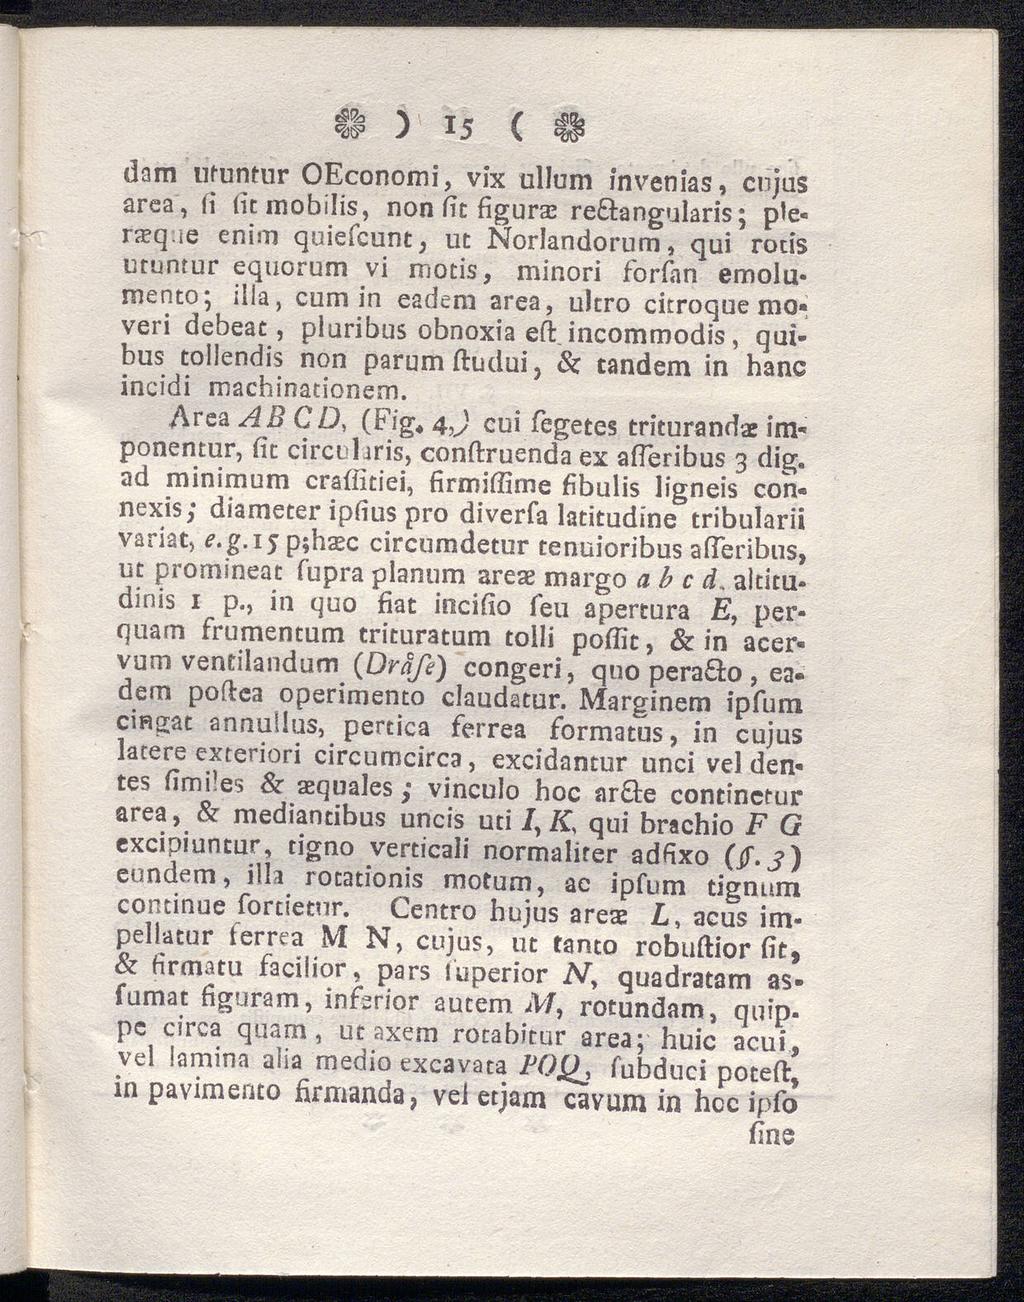 ) 15 (
dam utuntur OEconomi, vix ullum invenias, cujus
area, ſi ſit mobilis, non ſit figuræ rectangularis; ple-
ræque enim quieſcunt, ut Norlandorum, qui rotis
utuntur equorum vi motis, minori forſan emolu-
mento; illa, cum in eadem area, ultro citroque mo-
veri debeat, pluribus obnoxia eſt incommodis, qui-
bus tollendis non parum ſtudui, & tandem in hanc
incidi machinationem.
Area A B C D, (Fig. 4,) cui ſegetes triturandæ im-
ponentur, ſit circularis, conſtruenda ex aſſeribus 3 dig.
ad minimum craſſitiei, firmiſſime fibulis ligneis con-
nexis; diameter ipſius pro diverſa latitudine tribularii
variat, e. g. 15 p;hæc circumdetur tenuioribus aſſeribus,
ut promineat ſupra planum areæ margo a b c d. altitu-
dinis 1 p., in quo fiat inciſio ſeu apertura E, per-
quam frumentum trituratum tolli poſſit, & in acer-
vum ventilandum (Dråſe) congeri, quo peracto, ea-
dem poſtea operimento claudatur. Marginem ipſum
cingat annullus, pertica ferrea formatus, in cujus
latere exteriori circumcirca, excidantur unci vel den-
tes ſimiles & æquales; vinculo hoc arcte continetur
area, & mediantibus uncis uti I, K, qui brachio F G
excipiuntur, tigno verticali normaliter adfixo (ſ. 3)
eundem, illa rotationis motum, ac ipſum tignum
continue ſortietur. Centro hujus areæ L, acus im-
pellatur ferrea M N, cujus, ut tanto robuſtior ſit,
& firmatu facilior, pars ſuperior N, quadratam as-
ſumat figuram, inferior autem M, rotundam, quip-
pe circa quam, ut axem rotabitur area; huic acui,
vel lamina alia medio excavata POQ, ſubduci poteſt,
in pavimento firmanda, vel etjam cavum in hoc ipſo
ſine